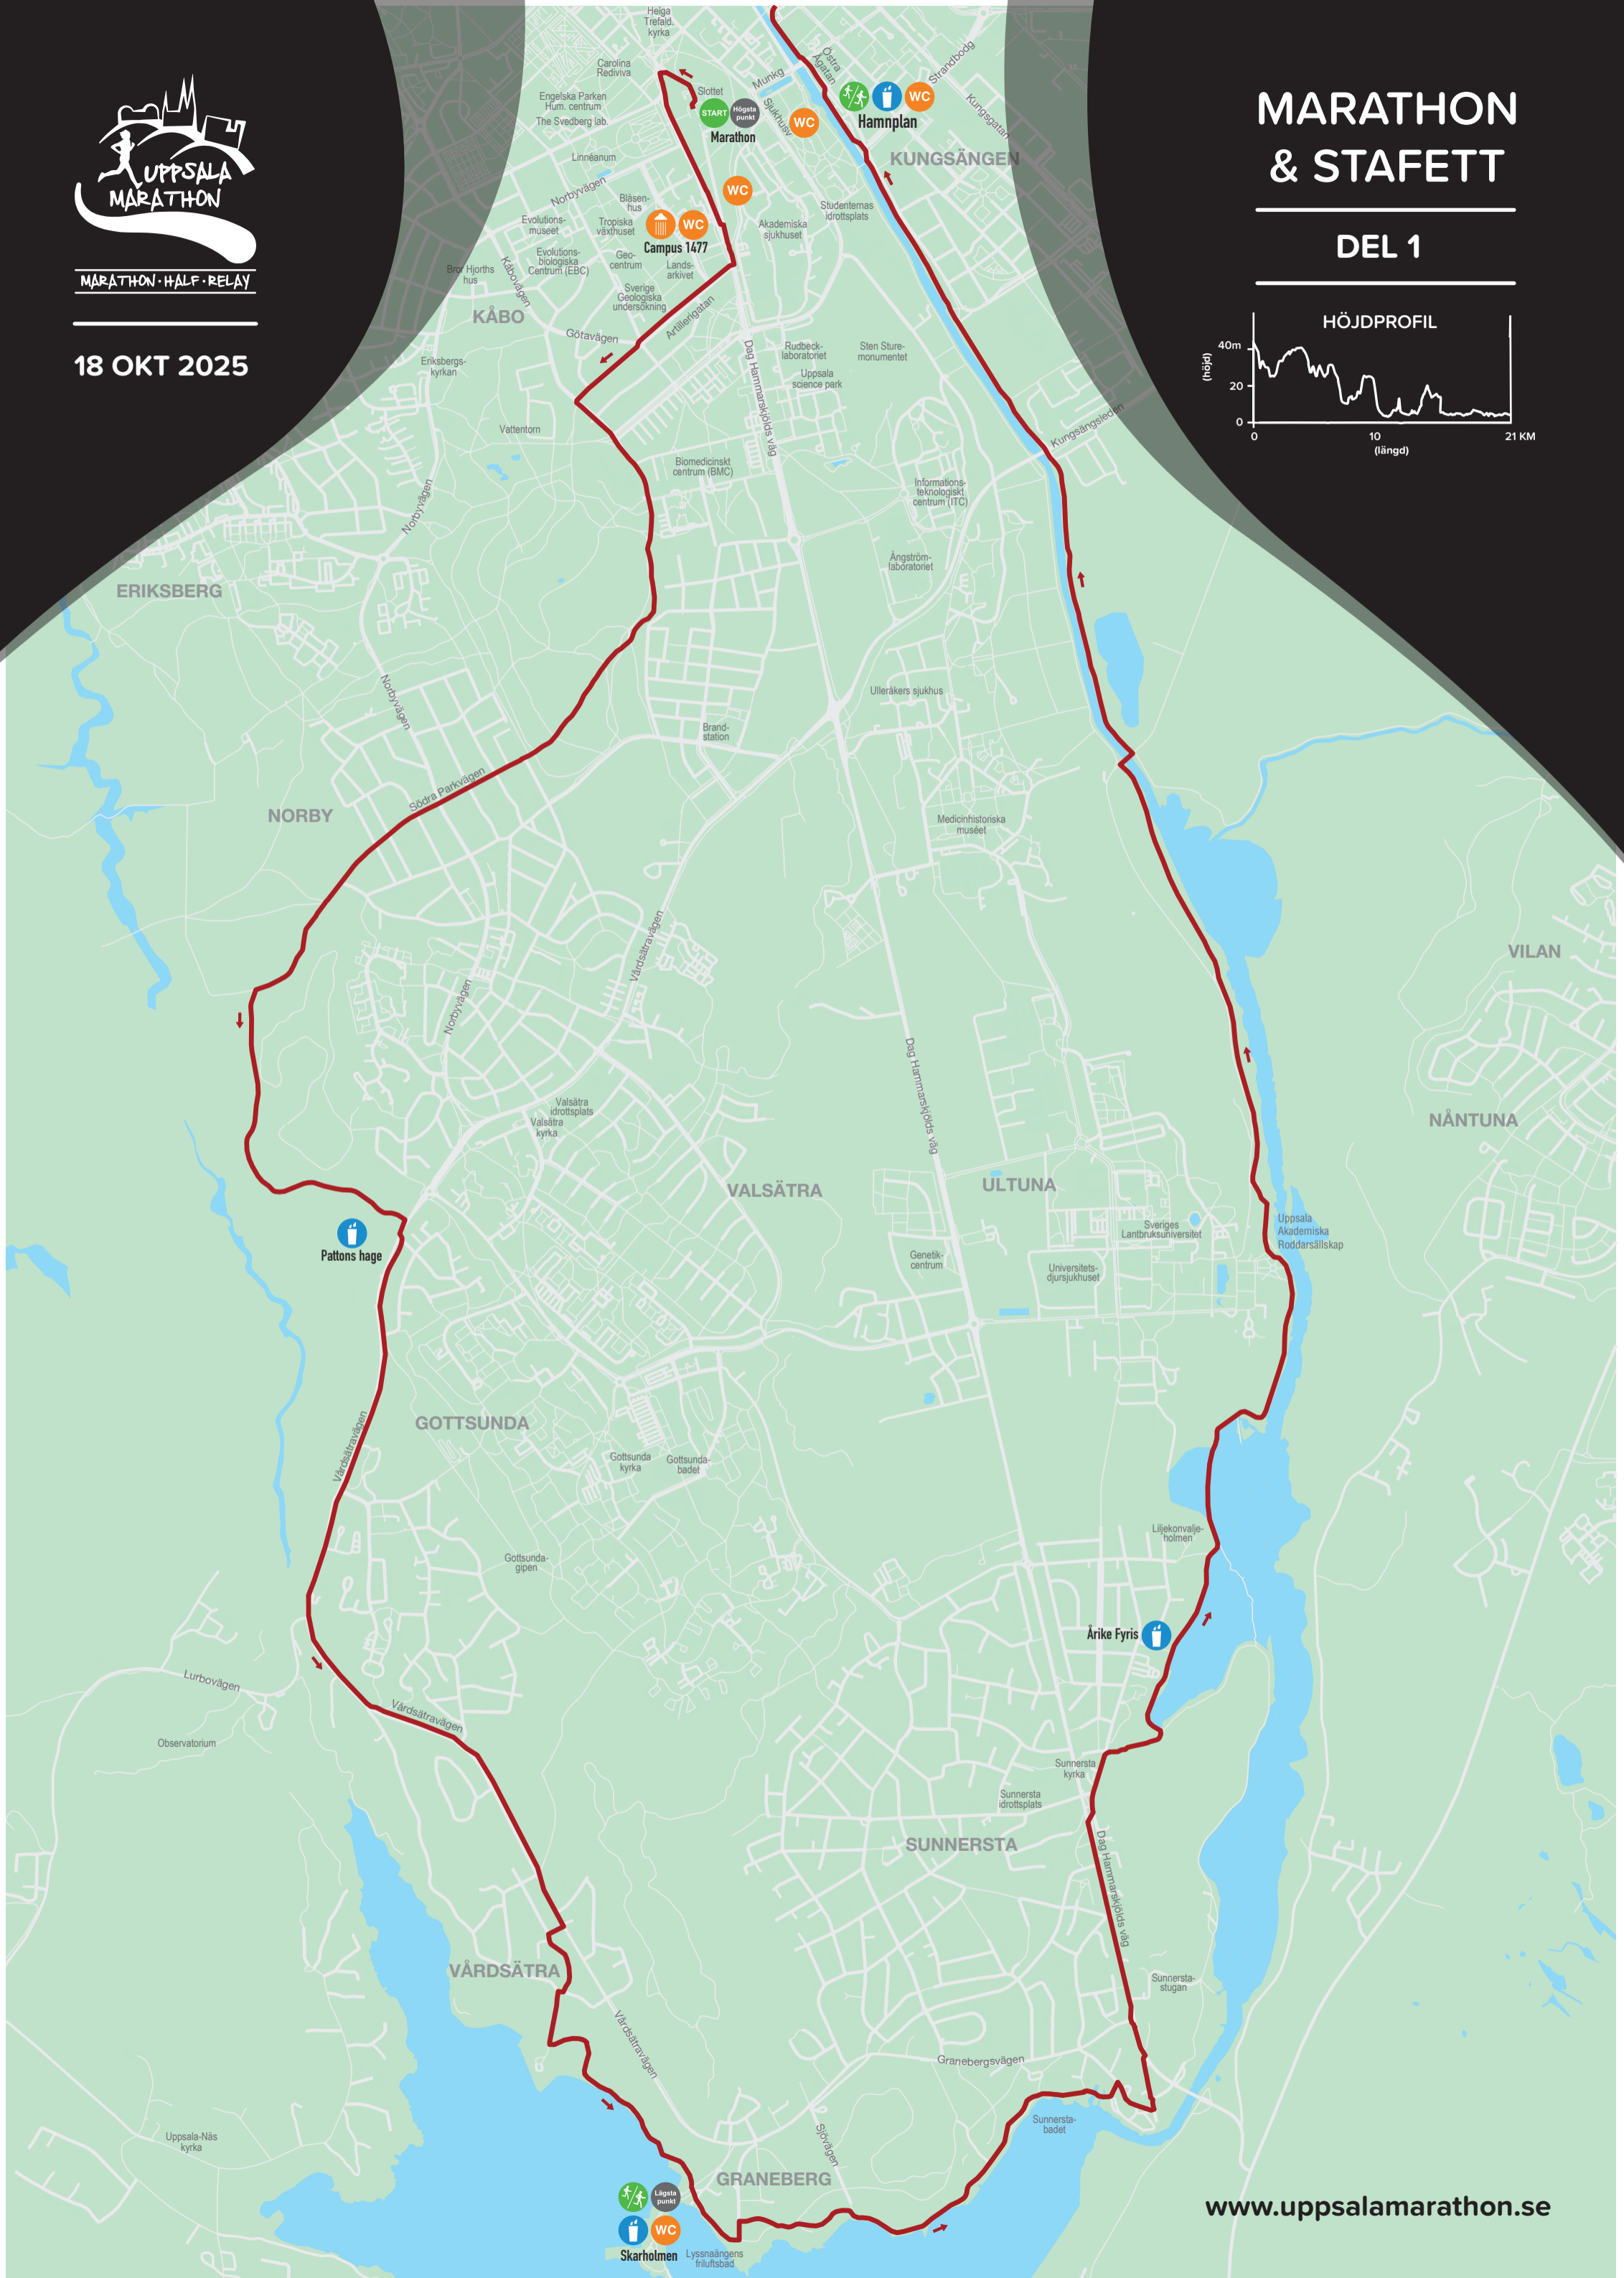 UPPSALA
MARATHON
MARATHON·HALF·RELAY
18 OKT 2025
MARATHON
& STAFETT
DEL 1
HÖJDPROFIL
(höjd)
40m
20
0
0
10
21 KM
(längd)
Helga
Trefald.
kyrka
Carolina
Rediviva
Slottet
Engelska Parken
Hum. centrum
The Svedberg lab.
START
Högsta
punkt
Marathon
Munkg
Sjukhusv
Östra
Ågatan
Strandbodg
Kungsgatan
WC
WC
Hamnplan
KUNGSÄNGEN
Linnéanum
Norbyvägen
Blåsen-
hus
WC
Studenternas
idrottsplats
Evolutions-
museet
Tropiska
växthuset
WC
Campus 1477
Akademiska
sjukhuset
Evolutions-
biologiska
Centrum (EBC)
Geo-
centrum
Lands-
arkivet
Bror Hjorths
hus
Kåbovägen
Sverige
Geologiska
undersökning
Artillerigatan
KÅBO
Götavägen
Eriksbergs-
kyrkan
Dag Hammarskjölds väg
Rudbeck-
laboratoriet
Sten Sture-
monumentet
Uppsala
science park
Vattentorn
Kungsängsleden
Biomedicinskt
centrum (BMC)
Informations-
teknologiskt
centrum (ITC)
Norbyvägen
Ångström-
laboratoriet
ERIKSBERG
Norbyvägen
Ulleråkers sjukhus
Brand-
station
Södra Parkvägen
NORBY
Medicinhistoriska
muséet
Vårdsätravägen
VILAN
Norbyvägen
Dag Hammarskjölds väg
Valsätra
idrottsplats
Valsätra
kyrka
NÅNTUNA
VALSÄTRA
ULTUNA
Uppsala
Akademiska
Roddarsällskap
Sveriges
Lantbruksuniversitet
Pattons hage
Genetik-
centrum
Universitets-
djursjukhuset
GOTTSUNDA
Vårdsätravägen
Gottsunda
kyrka
Gottsunda-
badet
Liljekonvalje-
holmen
Gottsunda-
gipen
Årike Fyris
Lurbovägen
Vårdsätravägen
Observatorium
Sunnersta
kyrka
Sunnersta
idrottsplats
SUNNERSTA
Dag Hammarskjölds väg
VÅRDSÄTRA
Sunnersta-
stugan
Vårdsätravägen
Granebergsvägen
Sunnersta-
badet
Uppsala-Näs
kyrka
Sjövägen
GRANEBERG
Lägsta
punkt
WC
Skarholmen
Lyssnaängens
friluftsbad
www.uppsalamarathon.se